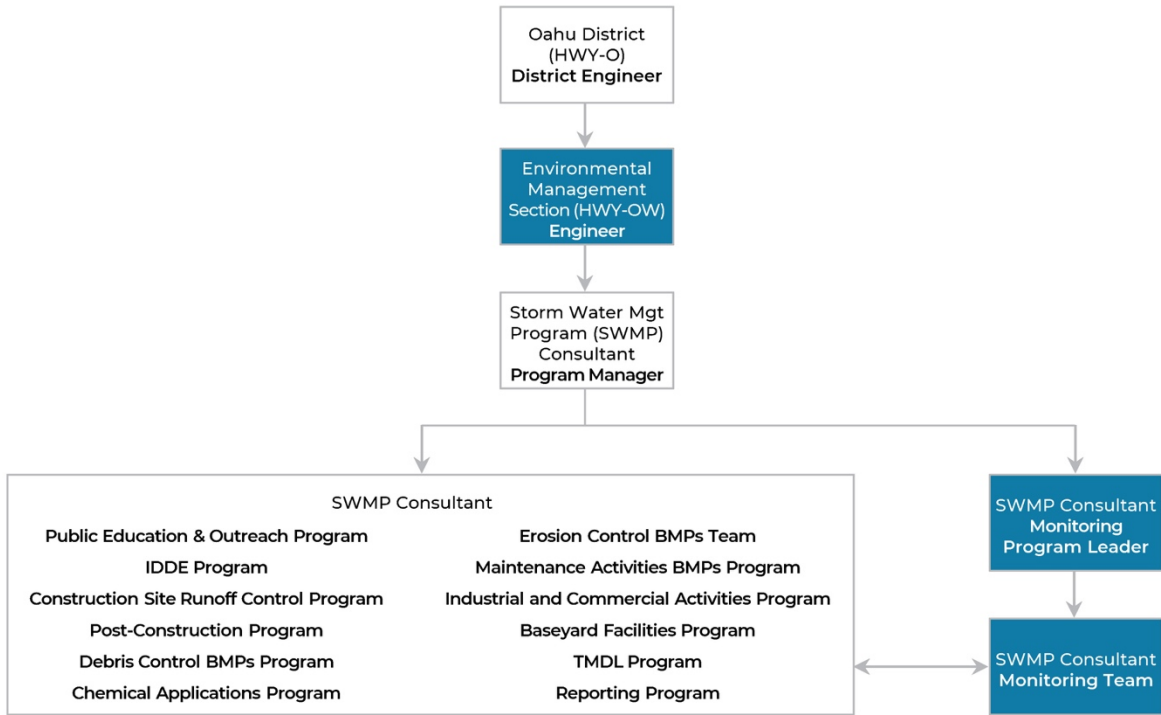 Oahu District
(HWY-O)
District Engineer
Environmental
Management
Section (HWY-OW)
Engineer
Storm Water Mgt
Program (SWMP)
Consultant
Program Manager
SWMP Consultant
Public Education & Outreach Program
IDDE Program
Construction Site Runoff Control Program
Post-Construction Program
Debris Control BMPs Program
Chemical Applications Program
Erosion Control BMPs Team
Maintenance Activities BMPs Program
Industrial and Commercial Activities Program
Baseyard Facilities Program
TMDL Program
Reporting Program
SWMP Consultant
Monitoring
Program Leader
SWMP Consultant
Monitoring Team